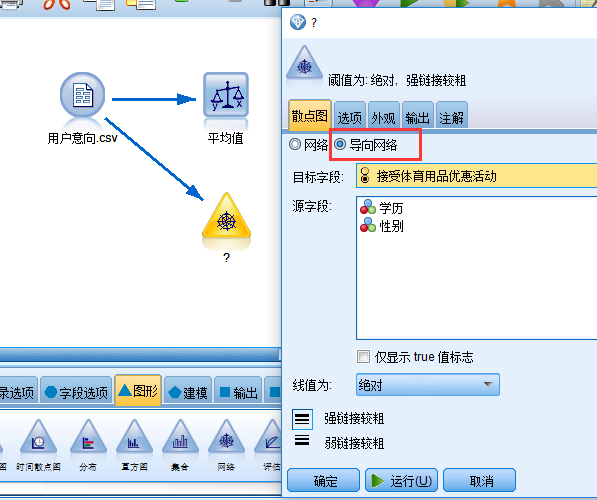 用户意向.csv
平均值
x
y
?
录选项
字段选项
图形
建模
输出
图
时间散点图
分布
直方图
集合
网络
评估
?
阈值为: 绝对，强链接较粗
散点图
选项
外观
输出
注解
网络
导向网络
目标字段:
接受体育用品优惠活动
源字段:
学历
性别
仅显示 true 值标志
线值为:
绝对
强链接较粗
弱链接较粗
确定
运行(U)
取消